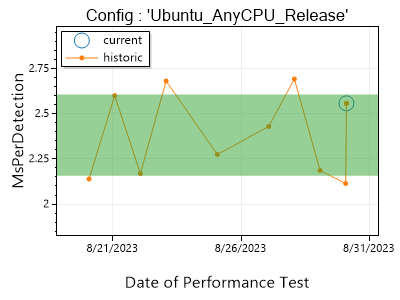 Config : 'Ubuntu_AnyCPU_Release'
current
historic
MsPerDetection
2.75
2.5
2.25
2
8/21/2023
8/26/2023
8/31/2023
Date of Performance Test